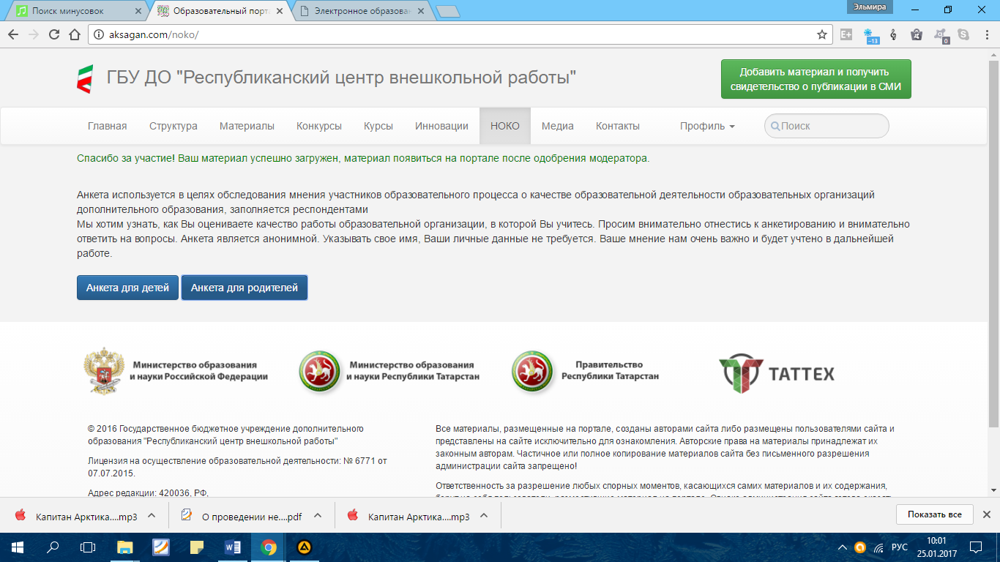 Поиск минусовок
Образовательный порта
Электронное образован
Эльмира
aksagan.com/noko/
E+
-13
0
ГБУ ДО "Республиканский центр внешкольной работы"
Добавить материал и получить
свидетельство о публикации в СМИ
Главная Структура Материалы Конкурсы Курсы Инновации НОКО Медиа Контакты Профиль Поиск
Спасибо за участие! Ваш материал успешно загружен, материал появиться на портале после одобрения модератора.
Анкета используется в целях обследования мнения участников образовательного процесса о качестве образовательной деятельности образовательных организаций
дополнительного образования, заполняется респондентами
Мы хотим узнать, как Вы оцениваете качество работы образовательной организации, в которой Вы учитесь. Просим внимательно отнестись к анкетированию и внимательно
ответить на вопросы. Анкета является анонимной. Указывать свое имя, Ваши личные данные не требуется. Ваше мнение нам очень важно и будет учтено в дальнейшей
работе.
Анкета для детей Анкета для родителей
Министерство образования
и науки Российской Федерации
Министерство образования
и науки Республики Татарстан
Правительство
Республики Татарстан
TATTEX
© 2016 Государственное бюджетное учреждение дополнительного
образования "Республиканский центр внешкольной работы"
Лицензия на осуществление образовательной деятельности: № 6771 от
07.07.2015.
Адрес редакции: 420036, РФ,
Все материалы, размещенные на портале, созданы авторами сайта либо размещены пользователями сайта и
представлены на сайте исключительно для ознакомления. Авторские права на материалы принадлежат их
законным авторам. Частичное или полное копирование материалов сайта без письменного разрешения
администрации сайта запрещено!
Ответственность за разрешение любых спорных моментов, касающихся самих материалов и их содержания,
Капитан Арктика....mp3
О проведении не....pdf
Капитан Арктика....mp3
Показать все
РУС
10:01
25.01.2017